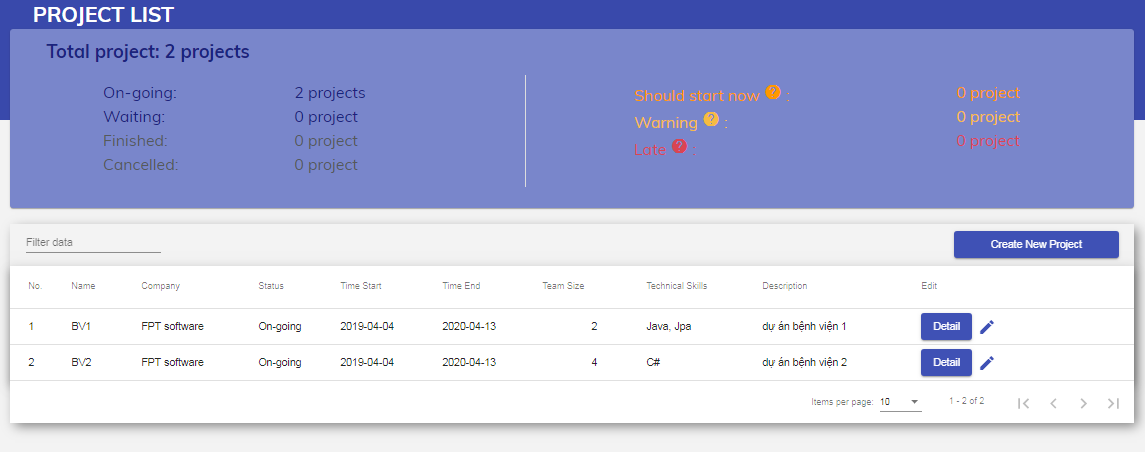 PROJECT LIST
Total project: 2 projects
On-going: 2 projects
Waiting: 0 project
Finished: 0 project
Cancelled: 0 project
Should start now ? : 0 project
Warning ? : 0 project
Late ? : 0 project
Filter data
Create New Project
No. Name Company Status Time Start Time End Team Size Technical Skills Description Edit
1 BV1 FPT software On-going 2019-04-04 2020-04-13 2 Java, Jpa dự án bệnh viện 1 Detail
2 BV2 FPT software On-going 2019-04-04 2020-04-13 4 C# dự án bệnh viện 2 Detail
Items per page: 10 1 - 2 of 2